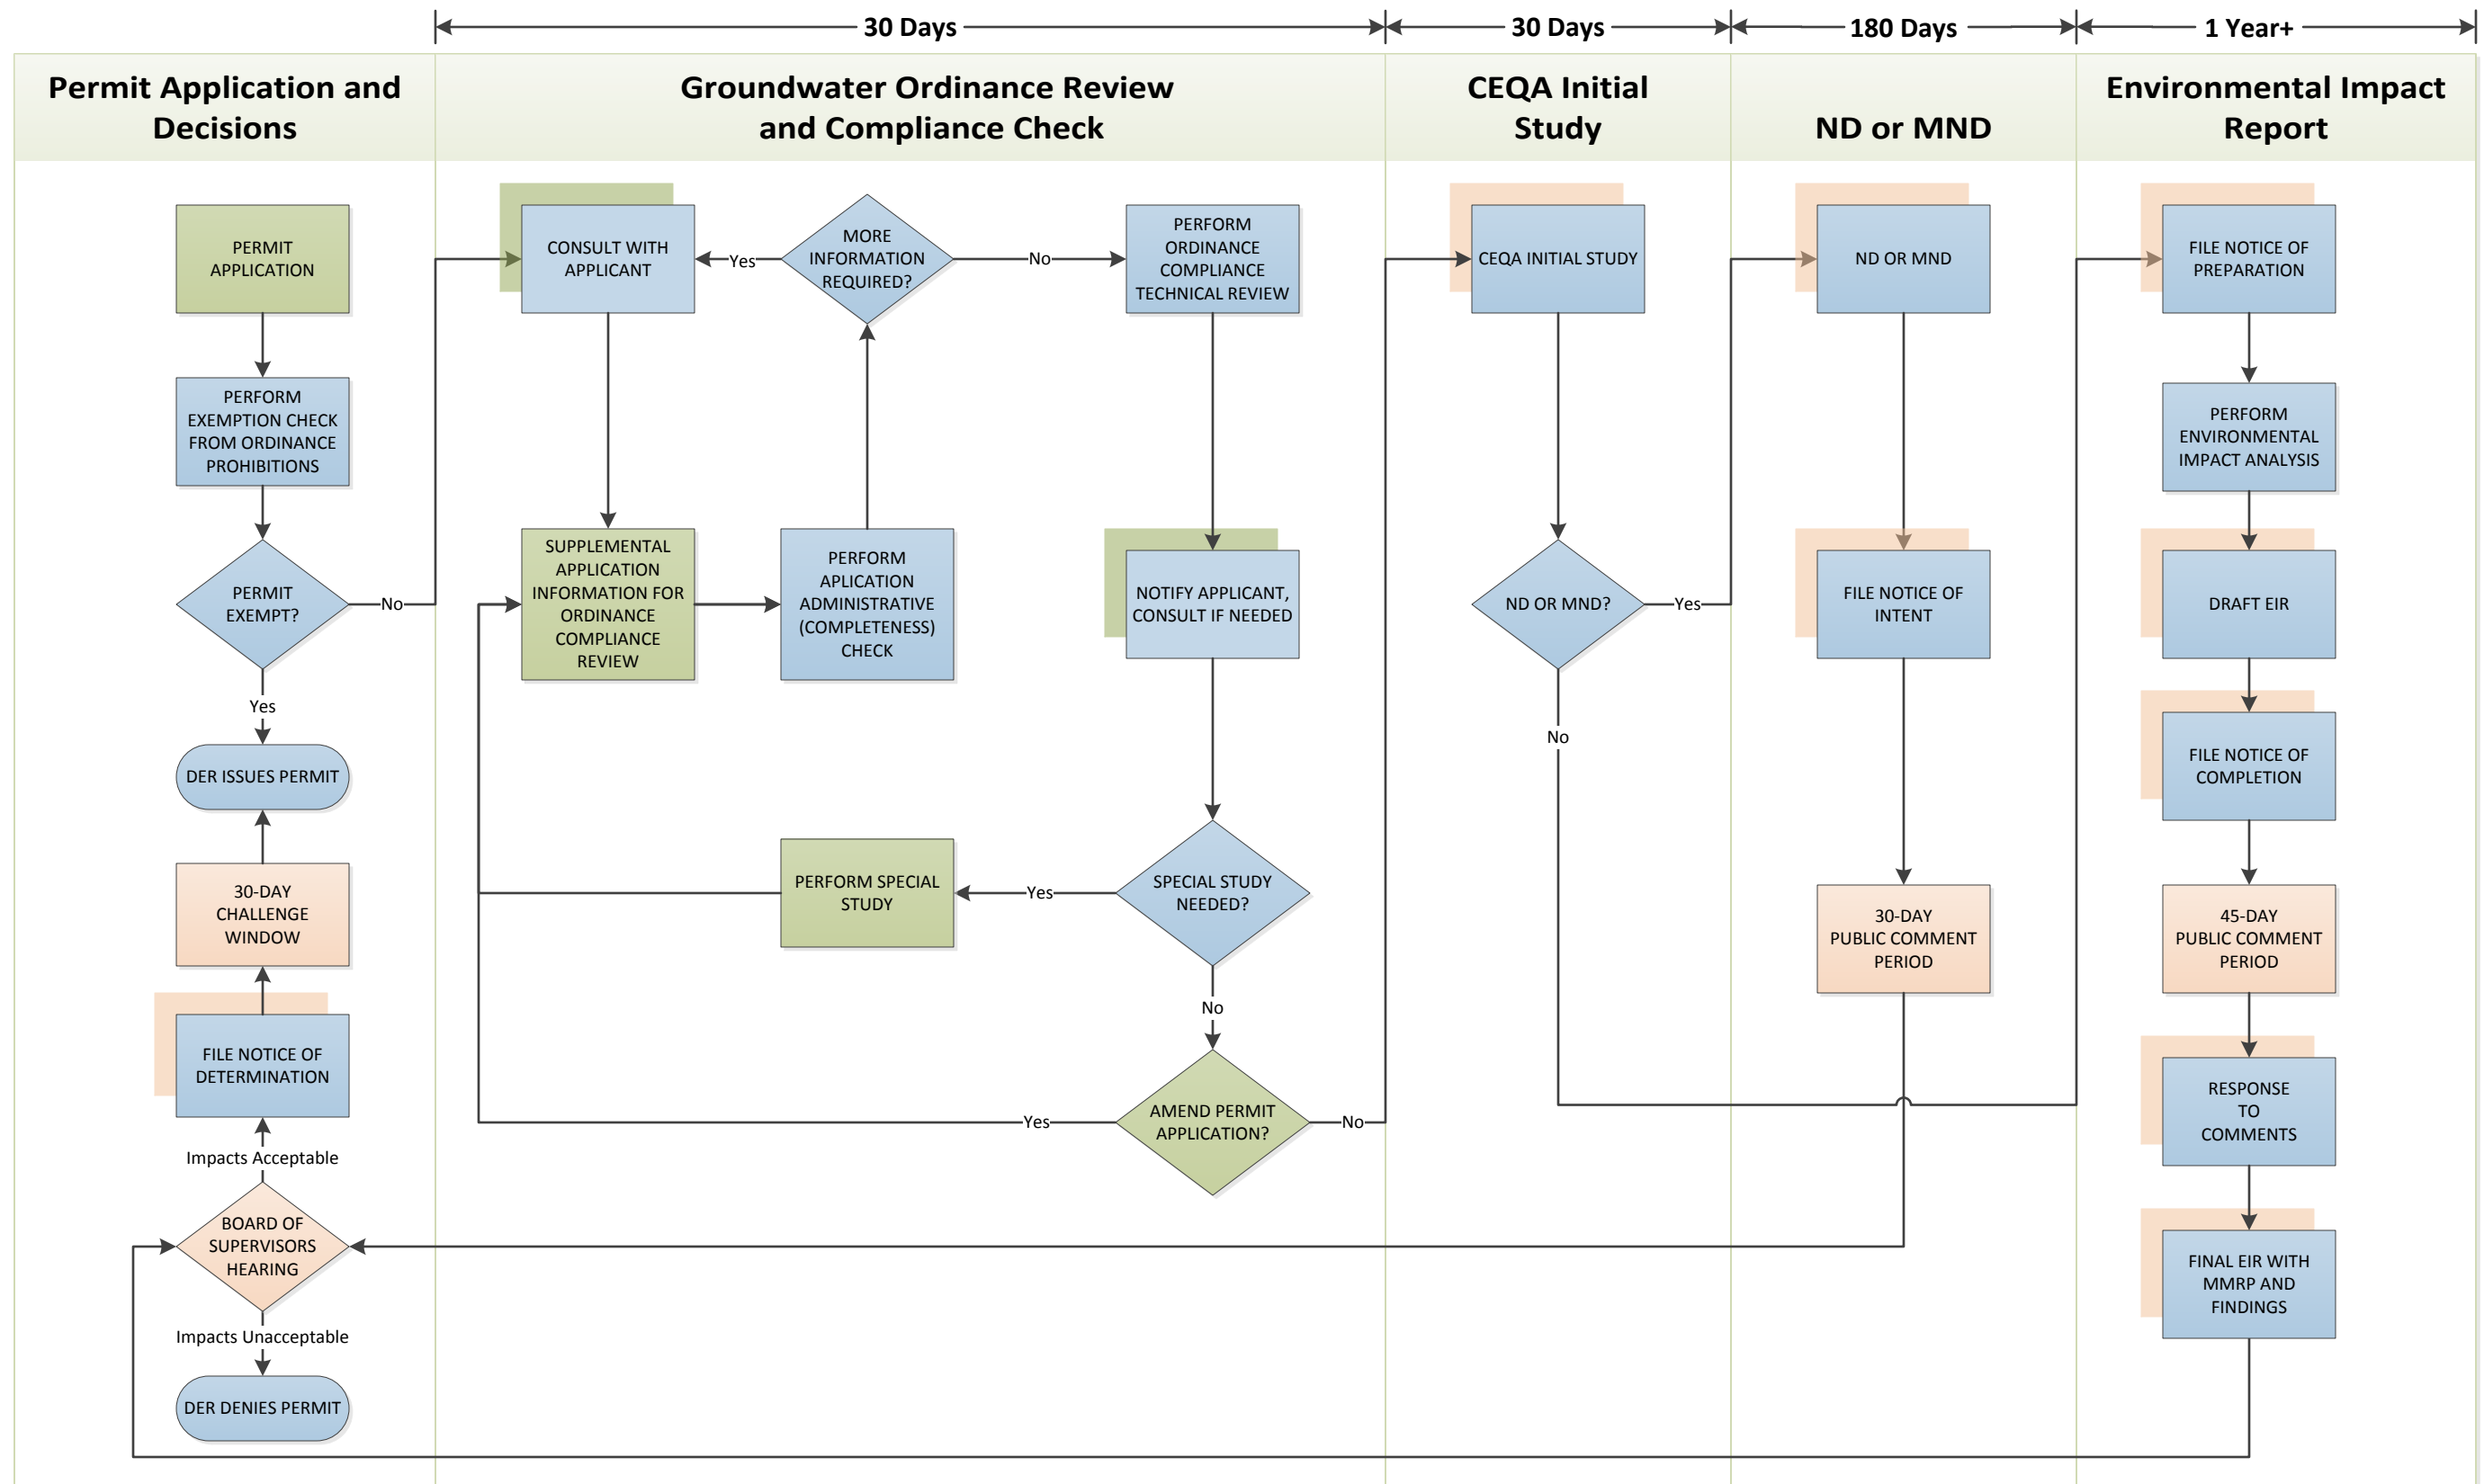 30 Days
30 Days
180 Days
1 Year+
Permit Application and
Decisions
Groundwater Ordinance Review
and Compliance Check
CEQA Initial
Study
ND or MND
Environmental Impact
Report
PERMIT
APPLICATION
PERFORM
EXEMPTION CHECK
FROM ORDINANCE
PROHIBITIONS
PERMIT
EXEMPT?
No
Yes
DER ISSUES PERMIT
30-DAY
CHALLENGE
WINDOW
FILE NOTICE OF
DETERMINATION
Impacts Acceptable
BOARD OF
SUPERVISORS
HEARING
Impacts Unacceptable
DER DENIES PERMIT
CONSULT WITH
APPLICANT
Yes
MORE
INFORMATION
REQUIRED?
No
PERFORM
ORDINANCE
COMPLIANCE
TECHNICAL REVIEW
SUPPLEMENTAL
APPLICATION
INFORMATION FOR
ORDINANCE
COMPLIANCE
REVIEW
PERFORM
APLICATION
ADMINISTRATIVE
(COMPLETENESS)
CHECK
NOTIFY APPLICANT,
CONSULT IF NEEDED
PERFORM SPECIAL
STUDY
Yes
SPECIAL STUDY
NEEDED?
No
Yes
AMEND PERMIT
APPLICATION?
No
CEQA INITIAL STUDY
ND OR MND?
Yes
No
ND OR MND
FILE NOTICE OF
INTENT
30-DAY
PUBLIC COMMENT
PERIOD
FILE NOTICE OF
PREPARATION
PERFORM
ENVIRONMENTAL
IMPACT ANALYSIS
DRAFT EIR
FILE NOTICE OF
COMPLETION
45-DAY
PUBLIC COMMENT
PERIOD
RESPONSE
TO
COMMENTS
FINAL EIR WITH
MMRP AND
FINDINGS